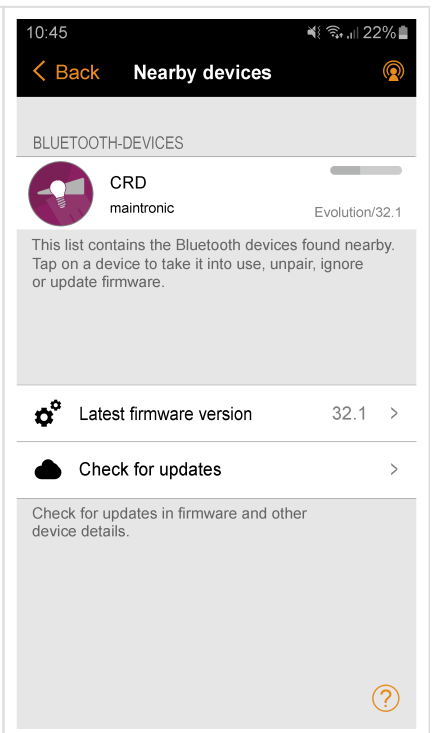 10:45 22%
Back Nearby devices
BLUETOOTH-DEVICES
CRD
maintronic
Evolution/32.1
This list contains the Bluetooth devices found nearby.
Tap on a device to take it into use, unpair, ignore
or update firmware.
Latest firmware version 32.1
Check for updates
Check for updates in firmware and other
device details.
?